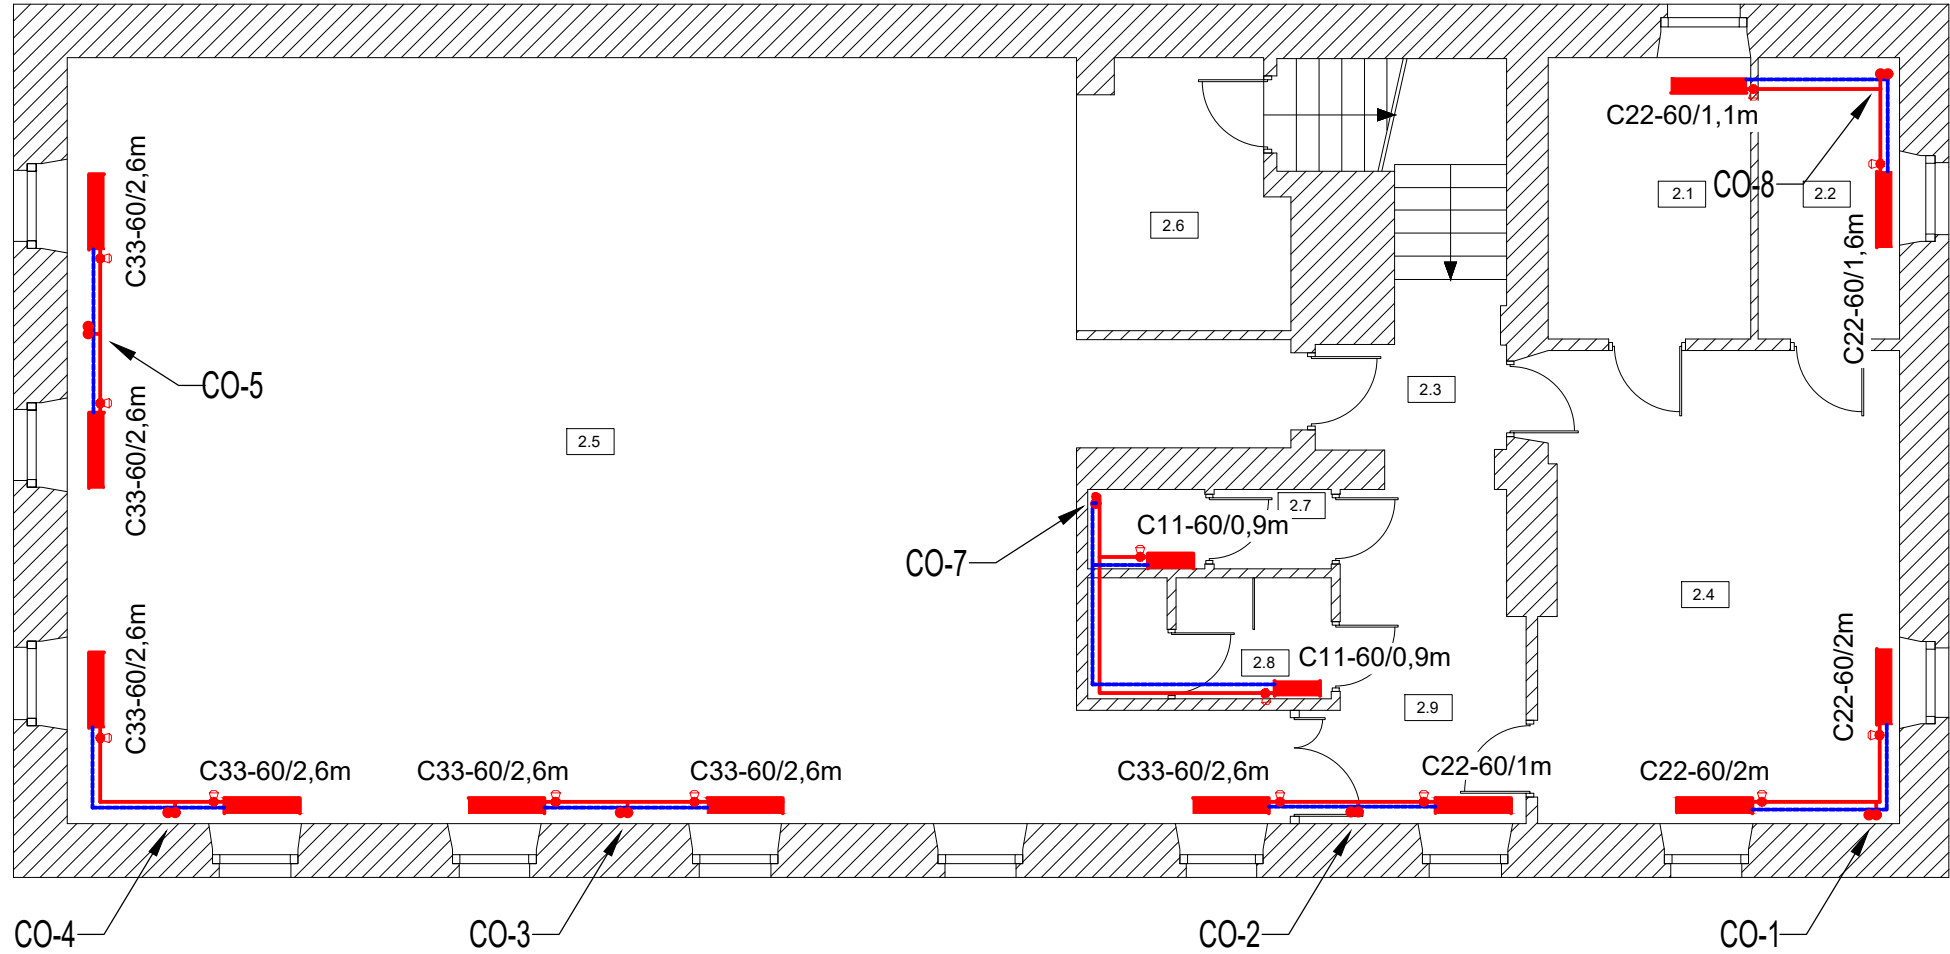 C22-60/1,1m
C33-60/2,6m
2.1
CO-8
2.2
2.6
C22-60/1,6m
CO-5
2.3
C33-60/2,6m
2.5
2.7
C11-60/0,9m
CO-7
2.4
C33-60/2,6m
2.8
C11-60/0,9m
C22-60/2m
2.9
C33-60/2,6m
C33-60/2,6m
C33-60/2,6m
C33-60/2,6m
C22-60/1m
C22-60/2m
CO-4
CO-3
CO-2
CO-1